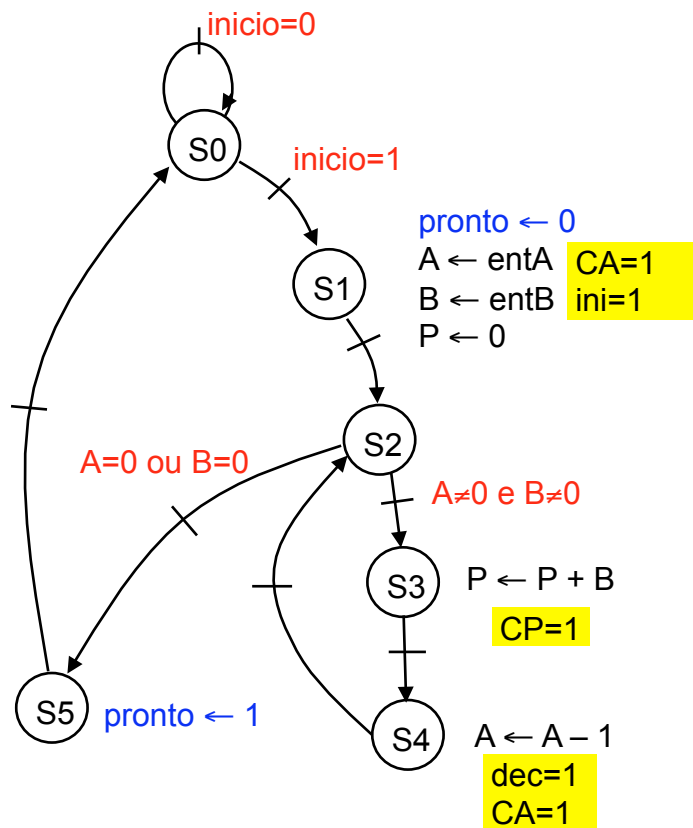 inicio=0
S0
inicio=1
pronto ← 0
A ← entA
CA=1
S1
B ← entB
ini=1
P ← 0
S2
A=0 ou B=0
A≠0 e B≠0
S3
P ← P + B
CP=1
S5
pronto ← 1
S4
A ← A – 1
dec=1
CA=1